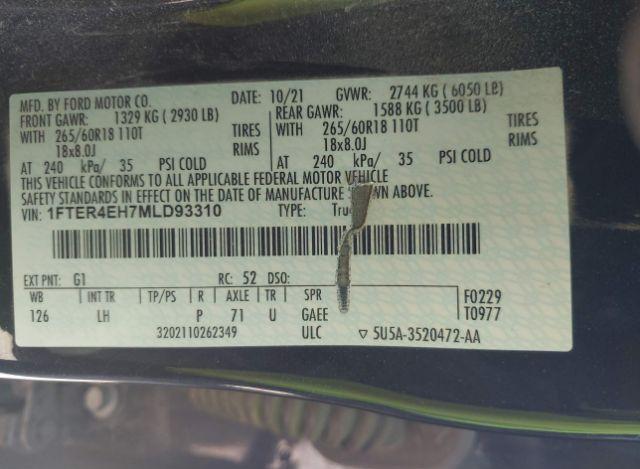 MFD. BY FORD MOTOR CO. DATE: 10/21 GVWR: 2744 KG ( 6050 LB)
FRONT GAWR: 1329 KG ( 2930 LB) REAR GAWR: 1588 KG ( 3500 LB)
WITH 265/60R18 110T TIRES WITH 265/60R18 110T TIRES
18x8.0J RIMS 18x8.0J RIMS
AT 240 kPa/ 35 PSI COLD AT 240 kPa/ 35 PSI COLD
THIS VEHICLE CONFORMS TO ALL APPLICABLE FEDERAL MOTOR VEHICLE
SAFETY STANDARDS IN EFFECT ON THE DATE OF MANUFACTURE ABOVE.
VIN: 1FTER4EH7MLD93310 TYPE:
EXT PNT: G1 RC: 52 DSO:
WB INT TR TP/PS R AXLE TR SPR F0229
126 LH P 71 U GAEE T0977
3202110262349 ULC ▽ 5U5A-3520472-AA